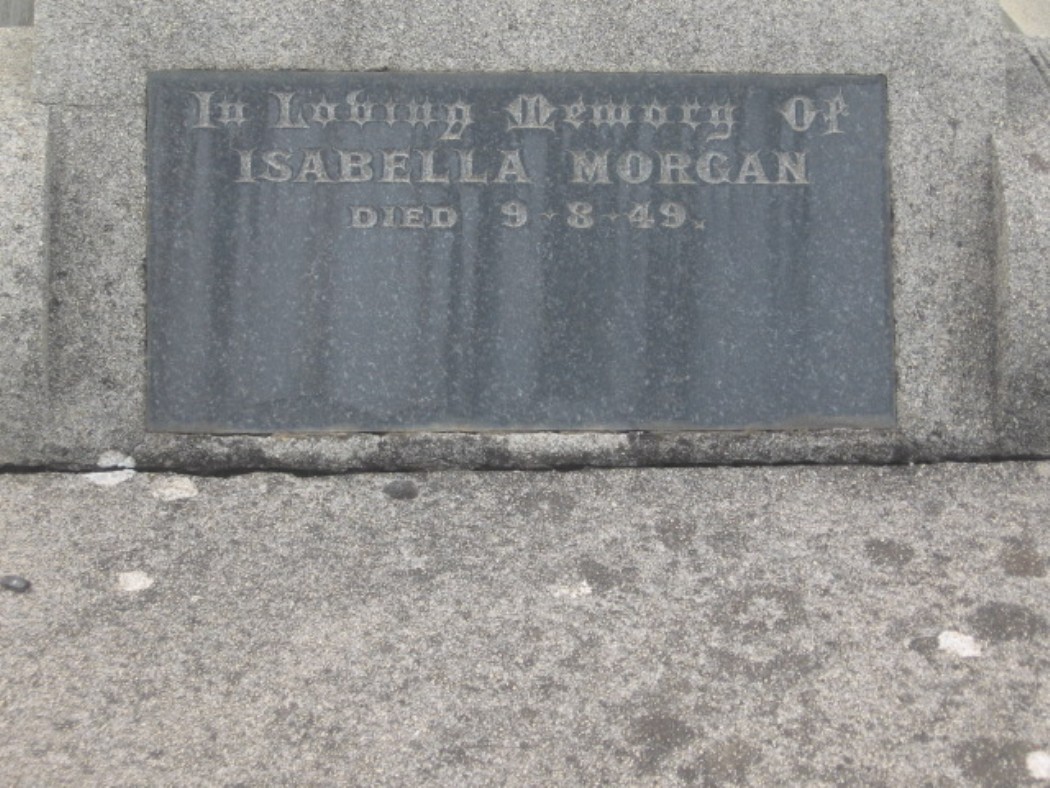 In Loving Memory Of
ISABELLA MORGAN
DIED 9-8-49.